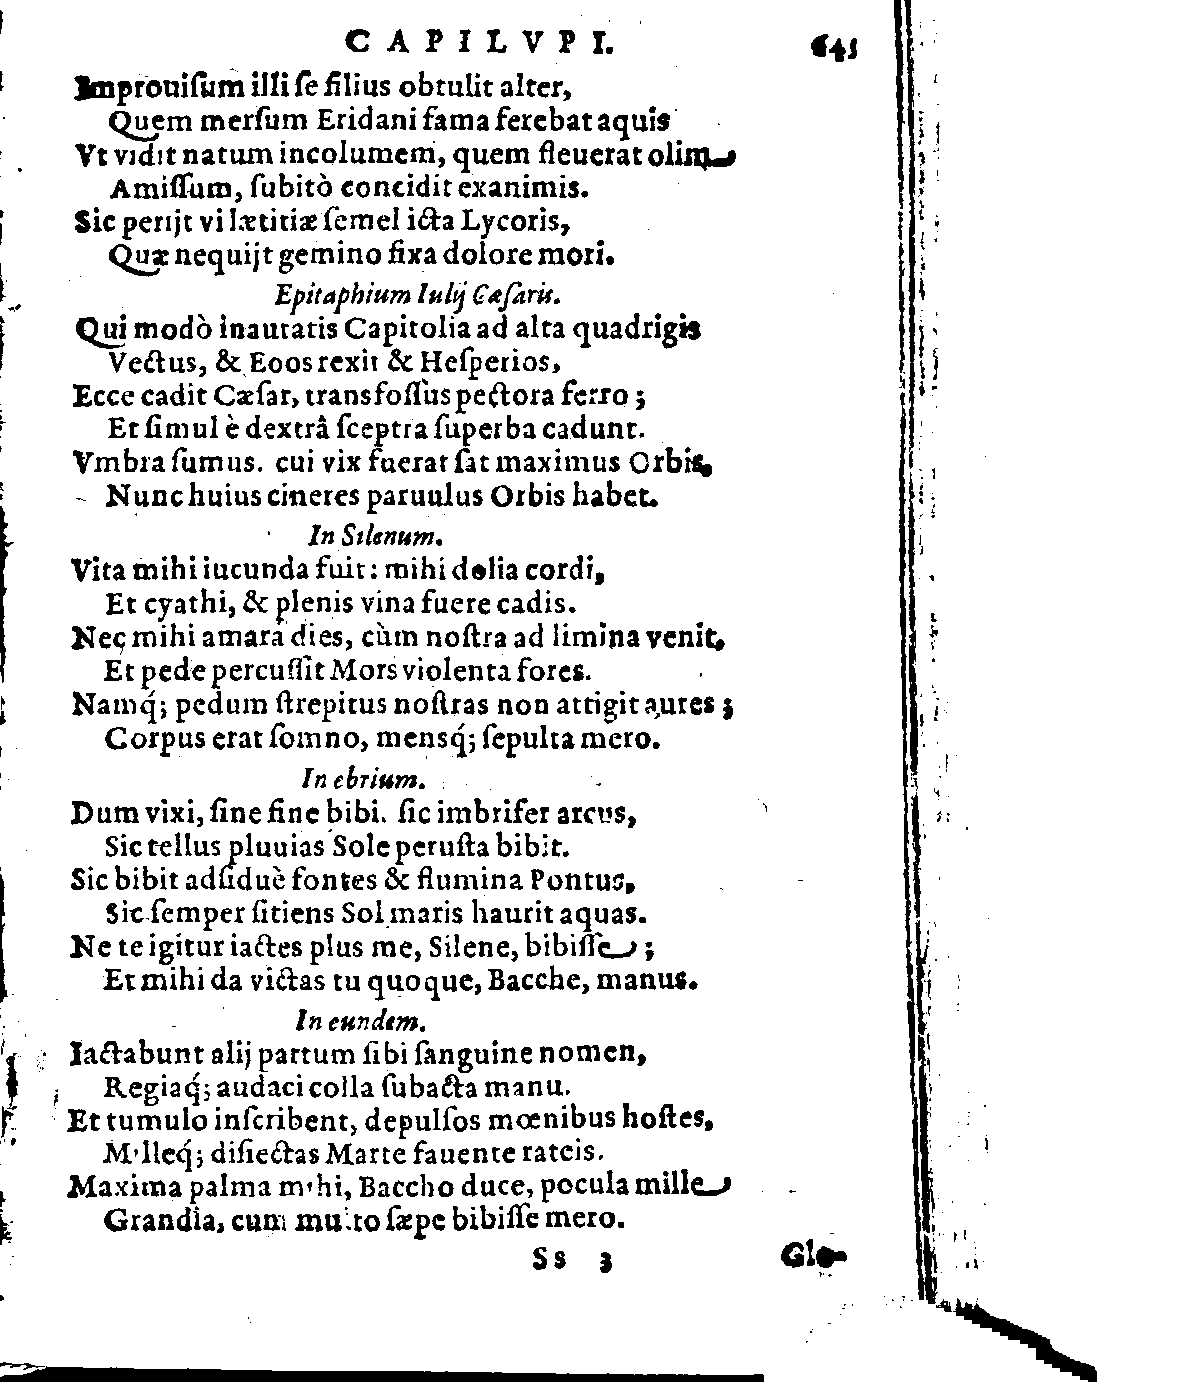 CAPILVPI. 641
Improuiſum illi ſe filius obtulit alter,
Quem merſum Eridani fama ferebat aquis
Vt vidit natum incolumem, quem fleuerat olim
Amiſſum, ſubitò concidit exanimis.
Sic perijt vi lætitiæ ſemel icta Lycoris,
Quæ nequijt gemino fixa dolore mori.
Epitaphium Iulij Cæſaris.
Qui modò inauratis Capitolia ad alta quadrigis
Vectus, & Eoos rexit & Heſperios,
Ecce cadit Cæſar, transfoſſus pectora ferro;
Et ſimul è dextrâ ſceptra ſuperba cadunt.
Vmbra ſumus. cui vix fuerat ſat maximus Orbis,
Nunc huius cineres paruulus Orbis habet.
In Silenum.
Vita mihi iucunda fuit: mihi dolia cordi,
Et cyathi, & plenis vina fuere cadis.
Nec mihi amara dies, cùm noſtra ad limina venit,
Et pede percuſſit Mors violenta fores.
Namq́; pedum ſtrepitus noſtras non attigit aures;
Corpus erat ſomno, mensq́; ſepulta mero.
In ebrium.
Dum vixi, ſine fine bibi. ſic imbrifer arcus,
Sic tellus pluuias Sole peruſta bibit.
Sic bibit adſiduè fontes & flumina Pontus,
Sic ſemper ſitiens Sol maris haurit aquas.
Ne te igitur iactes plus me, Silene, bibiſſe;
Et mihi da victas tu quoque, Bacche, manus.
In eundem.
Iactabunt alij partum ſibi ſanguine nomen,
Regiaq́; audaci colla ſubacta manu.
Et tumulo inſcribent, depulſos mœnibus hoſtes,
Milleq́; diſiectas Marte fauente rateis.
Maxima palma mihi, Baccho duce, pocula mille
Grandia, cum multo ſæpe bibiſſe mero.
Ss 3 Glo-